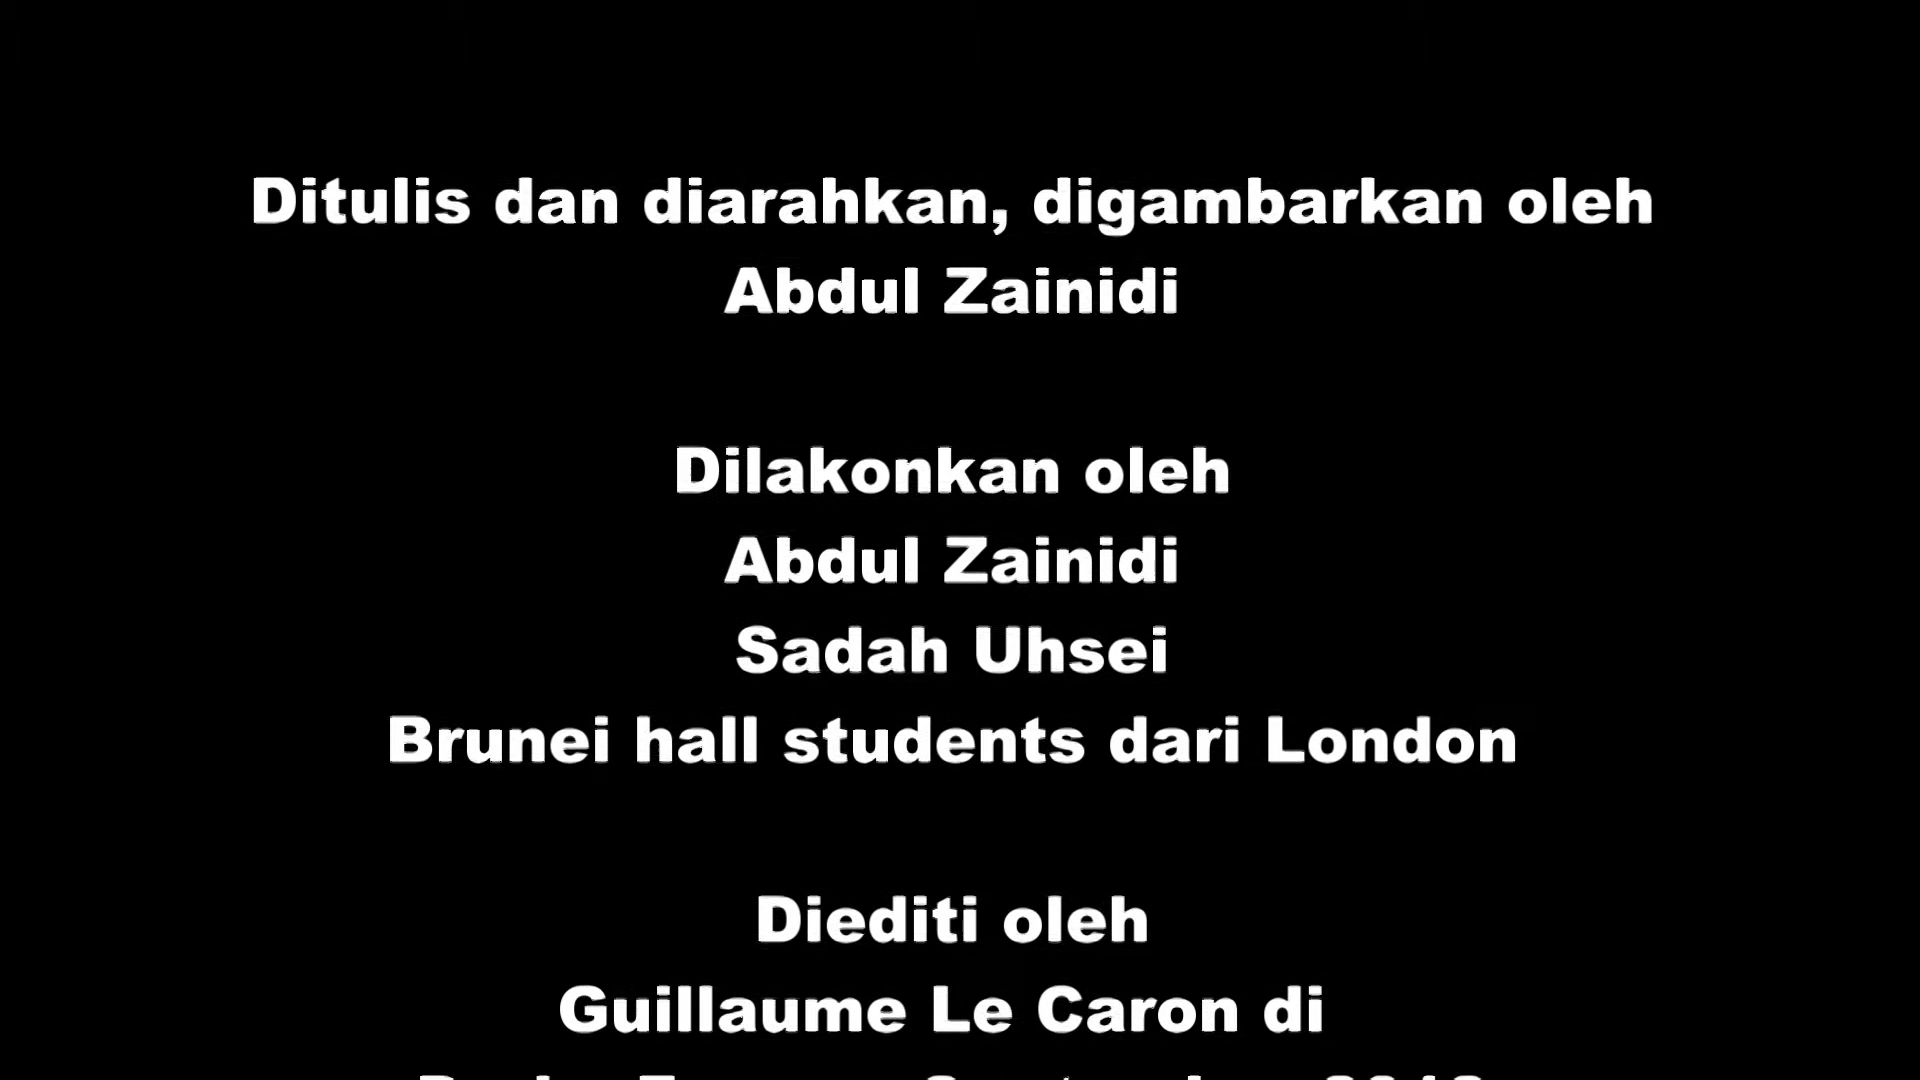 Ditulis dan diarahkan, digambarkan oleh
Abdul Zainidi
Dilakonkan oleh
Abdul Zainidi
Sadah Uhsei
Brunei hall students dari London
Diediti oleh
Guillaume Le Caron di